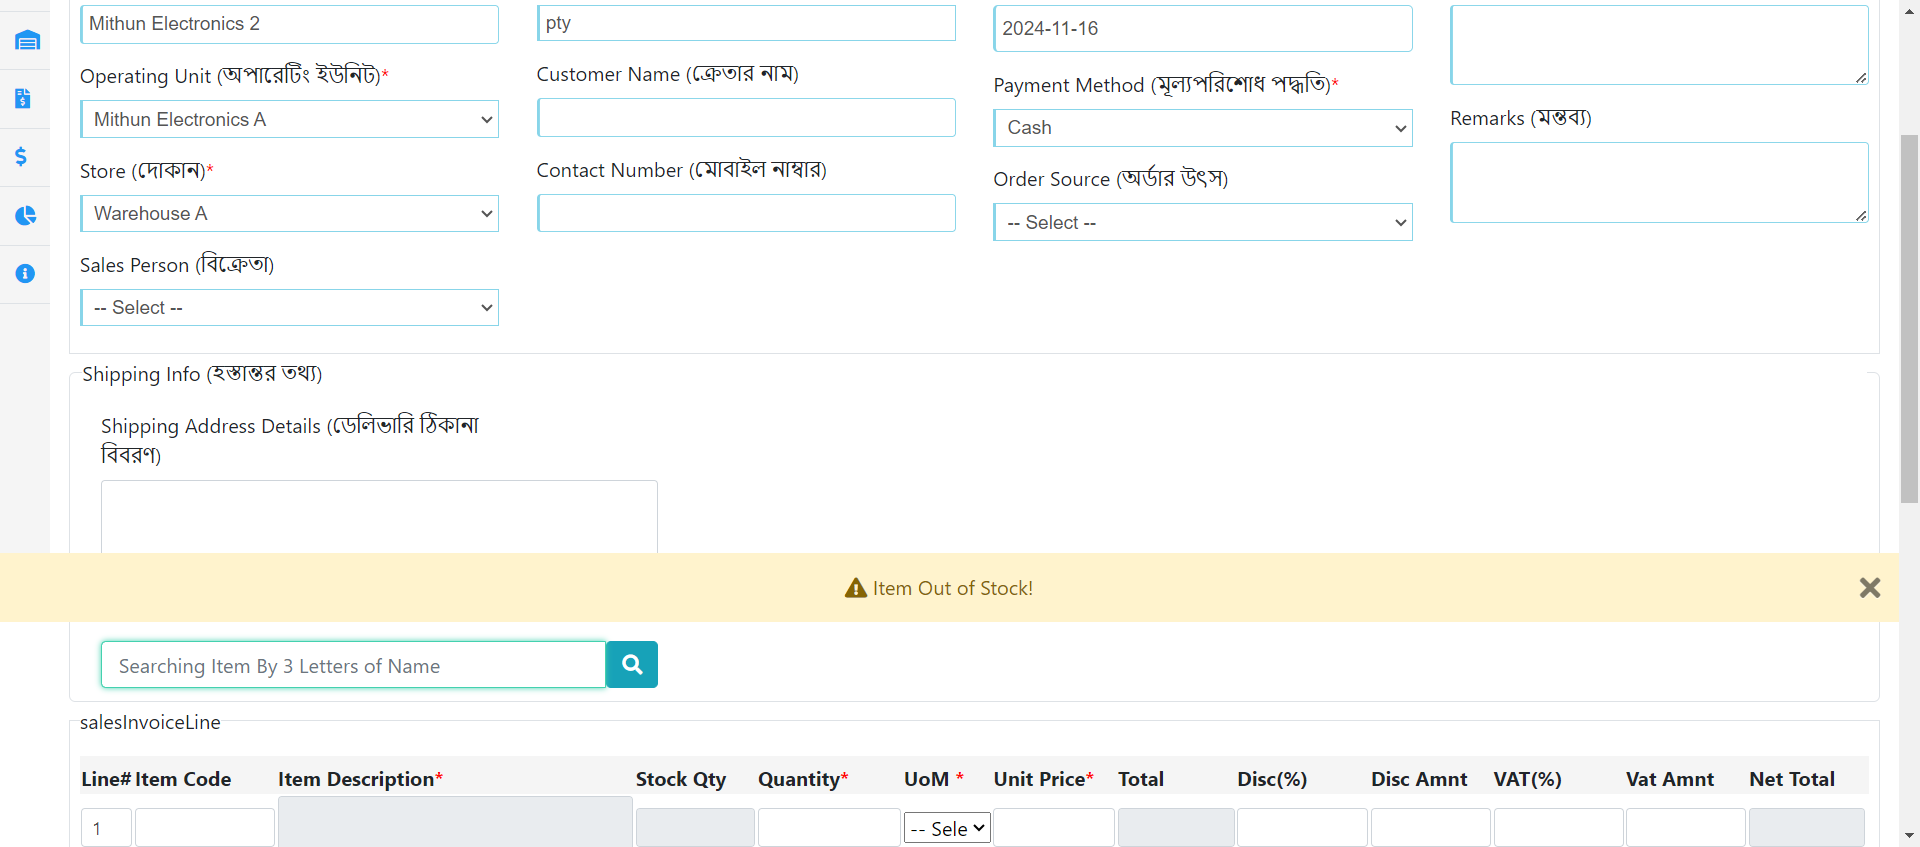 Mithun Electronics 2
Operating Unit (অপারেটিং ইউনিট)*
Mithun Electronics A
Store (দোকান)*
Warehouse A
Sales Person (বিক্রেতা)
-- Select --
pty
Customer Name (ক্রেতার নাম)
Contact Number (মোবাইল নাম্বার)
2024-11-16
Payment Method (মূল্যপরিশোধ পদ্ধতি)*
Cash
Order Source (অর্ডার উৎস)
-- Select --
Remarks (মন্তব্য)
Shipping Info (হস্তান্তর তথ্য)
Shipping Address Details (ডেলিভারি ঠিকানা
বিবরণ)
Item Out of Stock!
Searching Item By 3 Letters of Name
salesInvoiceLine
Line# Item Code Item Description* Stock Qty Quantity* UoM * Unit Price* Total Disc(%) Disc Amnt VAT(%) Vat Amnt Net Total
1 -- Sele